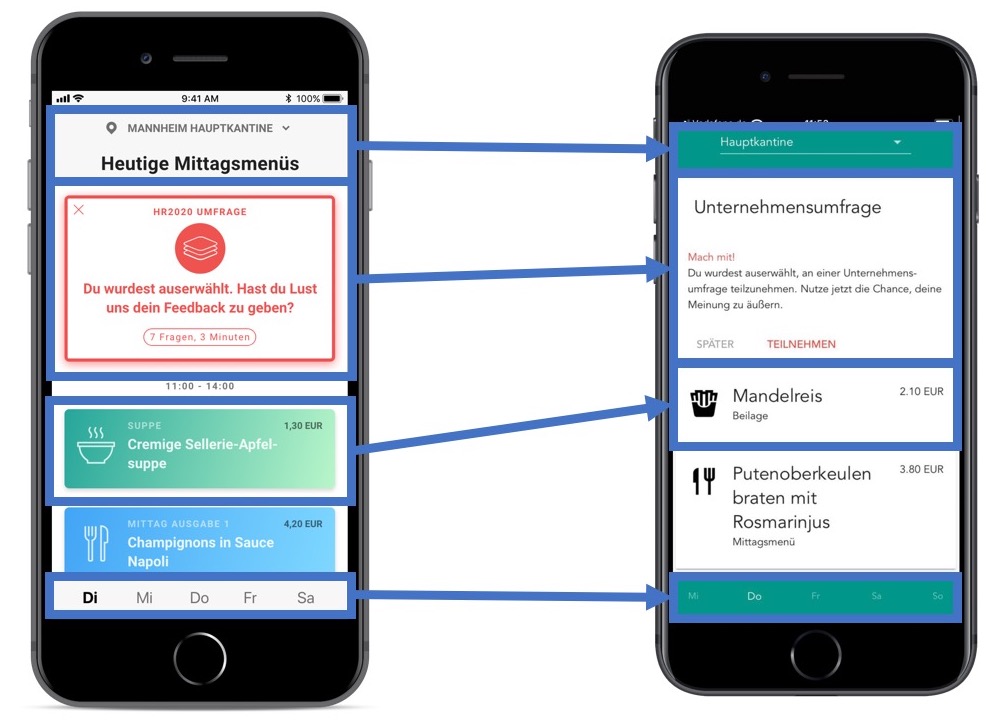 9:41 AM
100%
MANNHEIM HAUPTKANTINE
Heutige Mittagsmenüs
HR2020 UMFRAGE
Du wurdest auserwählt. Hast du Lust
uns dein Feedback zu geben?
7 Fragen, 3 Minuten
11:00 - 14:00
SUPPE
1,30 EUR
Cremige Sellerie-Apfel-
suppe
MITTAG AUSGABE 1
4,20 EUR
Champignons in Sauce
Napoli
Di Mi Do Fr Sa
Hauptkantine
Unternehmensumfrage
Mach mit!
Du wurdest auserwählt, an einer Unternehmens-
umfrage teilzunehmen. Nutze jetzt die Chance, deine
Meinung zu äußern.
SPÄTER TEILNEHMEN
Mandelreis
2.10 EUR
Beilage
Putenoberkeulen
3.80 EUR
braten mit
Rosmarinjus
Mittagsmenü
Mi Do Fr Sa So